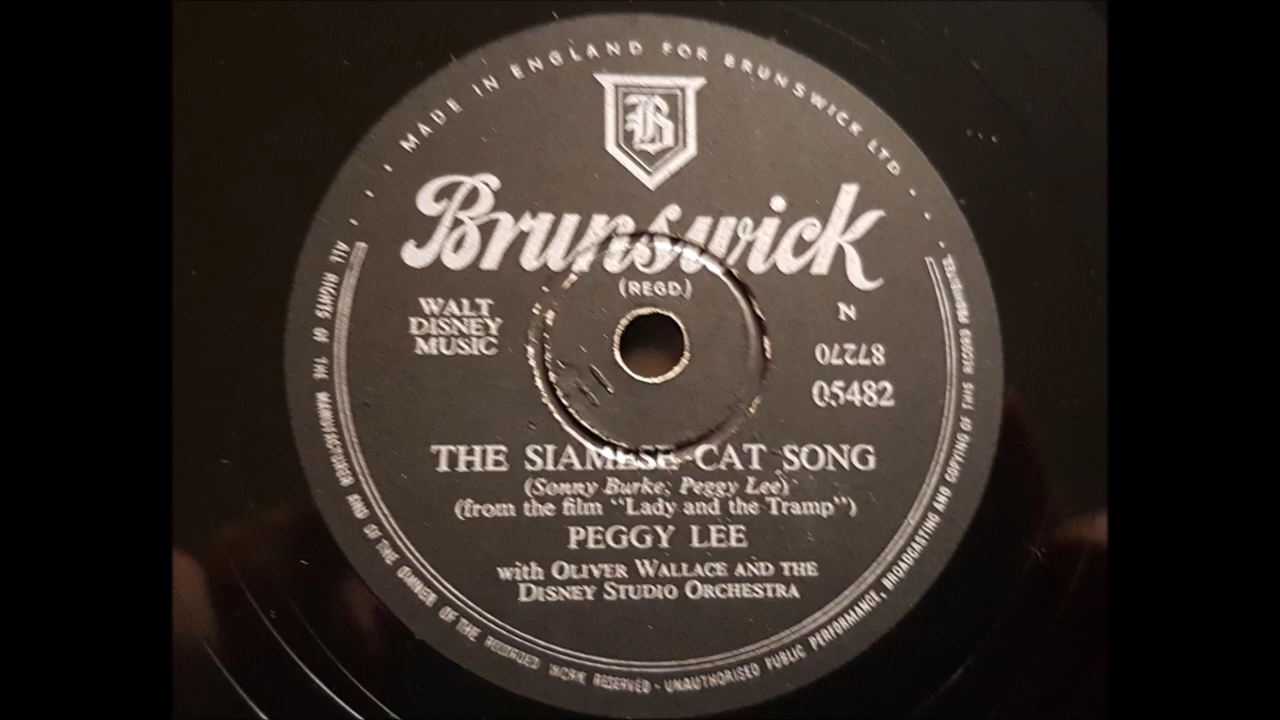 MADE IN ENGLAND FOR BRUNSWICK LTD
B
Brunswick
(REGD.)
WALT
DISNEY
MUSIC
N
87270
05482
THE SIAMESE CAT SONG
(Sonny Burke; Peggy Lee)
(from the film "Lady and the Tramp")
PEGGY LEE
with OLIVER WALLACE AND THE
DISNEY STUDIO ORCHESTRA
ALL RIGHTS OF THE MANUFACTURER AND OF THE OWNER OF THE RECORDED WORK RESERVED · UNAUTHORISED PUBLIC PERFORMANCE, BROADCASTING AND COPYING OF THIS RECORD PROHIBITED.